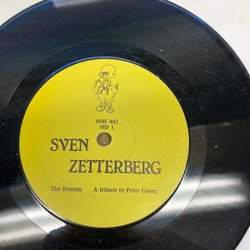 SMF 002
SID 1
SVEN
ZETTERBERG
The Reason A tribute to Peter Green